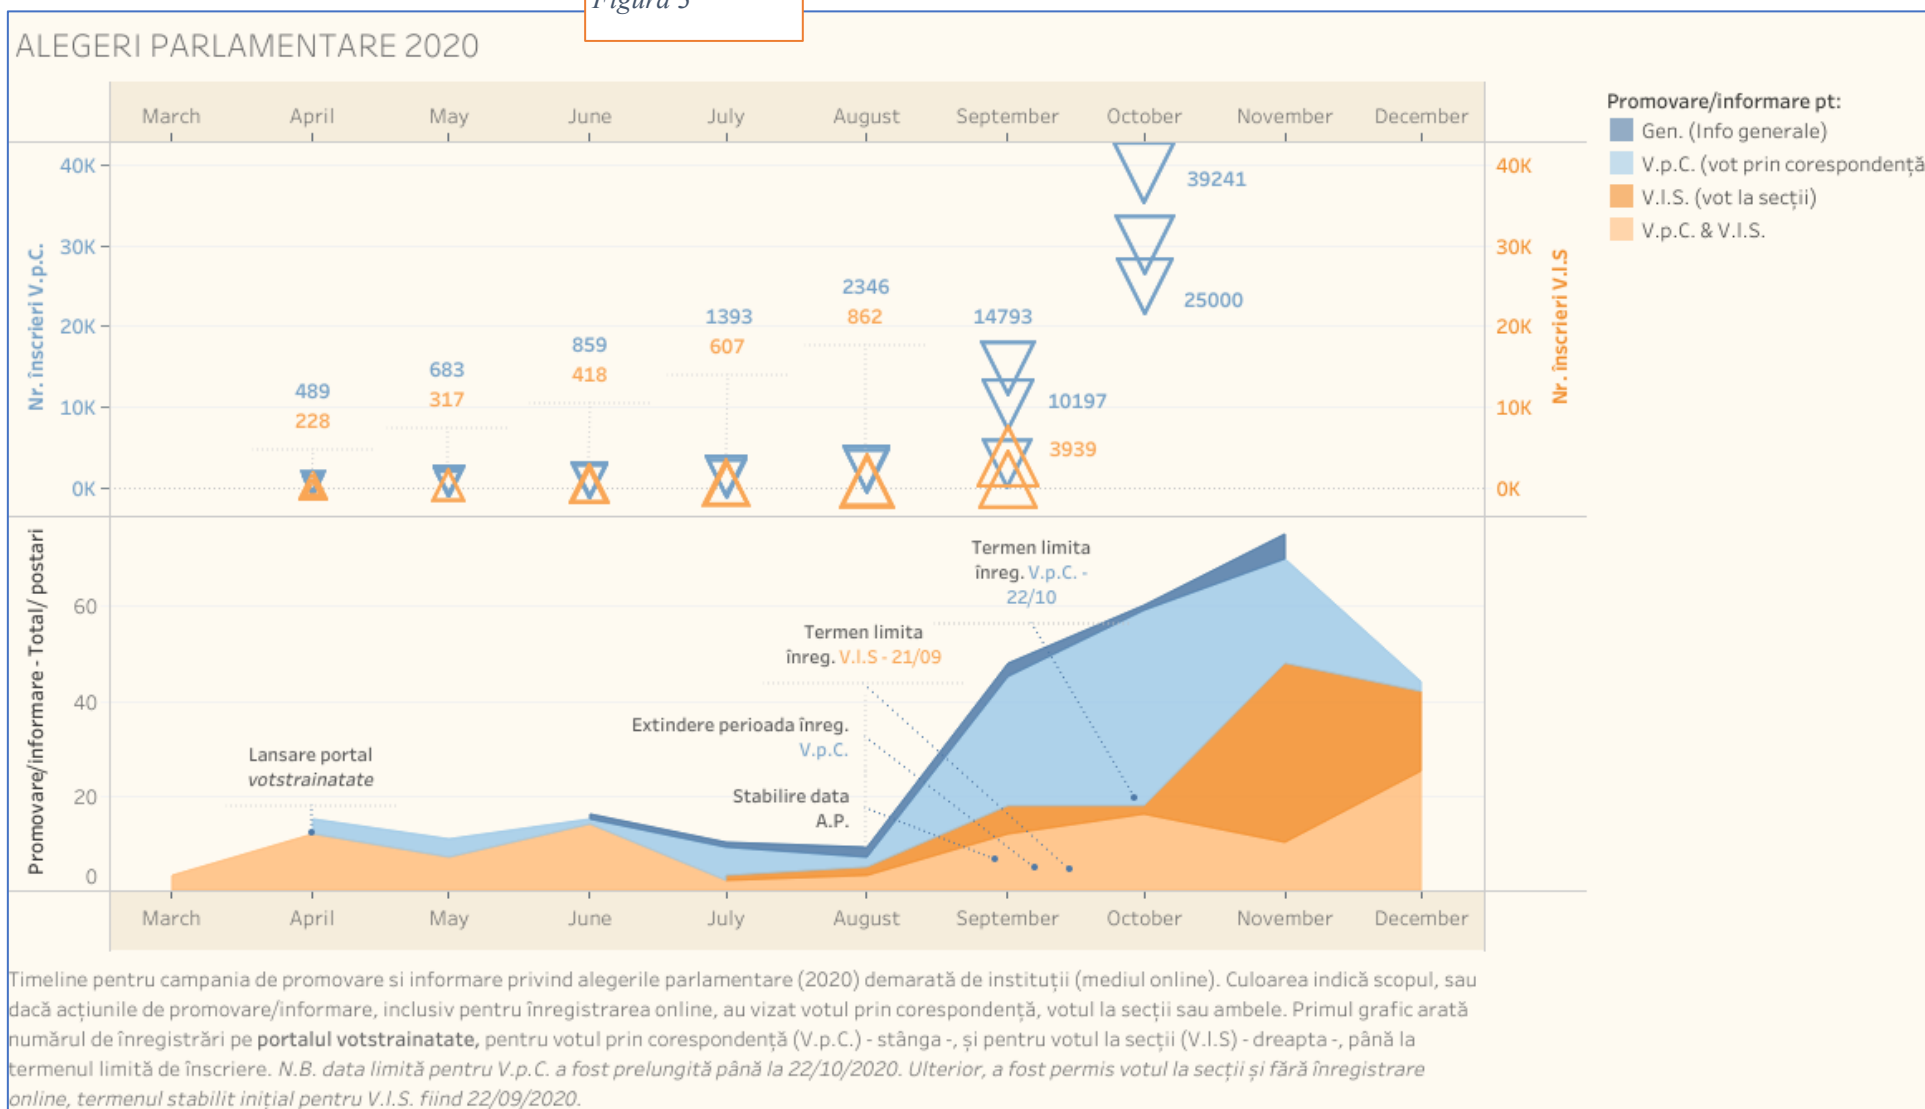 Figura 5
ALEGERI PARLAMENTARE 2020
March April May June July August September October November December
Promovare/informare pt:
Gen. (Info generale)
V.p.C. (vot prin corespondență
V.I.S. (vot la secții)
V.p.C. & V.I.S.
Nr. înscrieri V.p.C.
40K
30K
20K
10K
0K
489
228
683
317
859
418
1393
607
2346
862
14793
10197
3939
39241
25000
40K
30K
20K
10K
0K
Nr. înscrieri V.I.S
Promovare/informare - Total/ postari
60
40
20
0
Lansare portal
votstrainatate
Termen limita
înreg. V.p.C. -
22/10
Termen limita
înreg. V.I.S - 21/09
Extindere perioada înreg.
V.p.C.
Stabilire data
A.P.
March April May June July August September October November December
Timeline pentru campania de promovare si informare privind alegerile parlamentare (2020) demarată de instituții (mediul online). Culoarea indică scopul, sau
dacă acțiunile de promovare/informare, inclusiv pentru înregistrarea online, au vizat votul prin corespondență, votul la secții sau ambele. Primul grafic arată
numărul de înregistrări pe portalul votstrainatate, pentru votul prin corespondență (V.p.C.) - stânga -, și pentru votul la secții (V.I.S) - dreapta -, până la
termenul limită de înscriere. N.B. data limită pentru V.p.C. a fost prelungită până la 22/10/2020. Ulterior, a fost permis votul la secții și fără înregistrare
online, termenul stabilit inițial pentru V.I.S. fiind 22/09/2020.